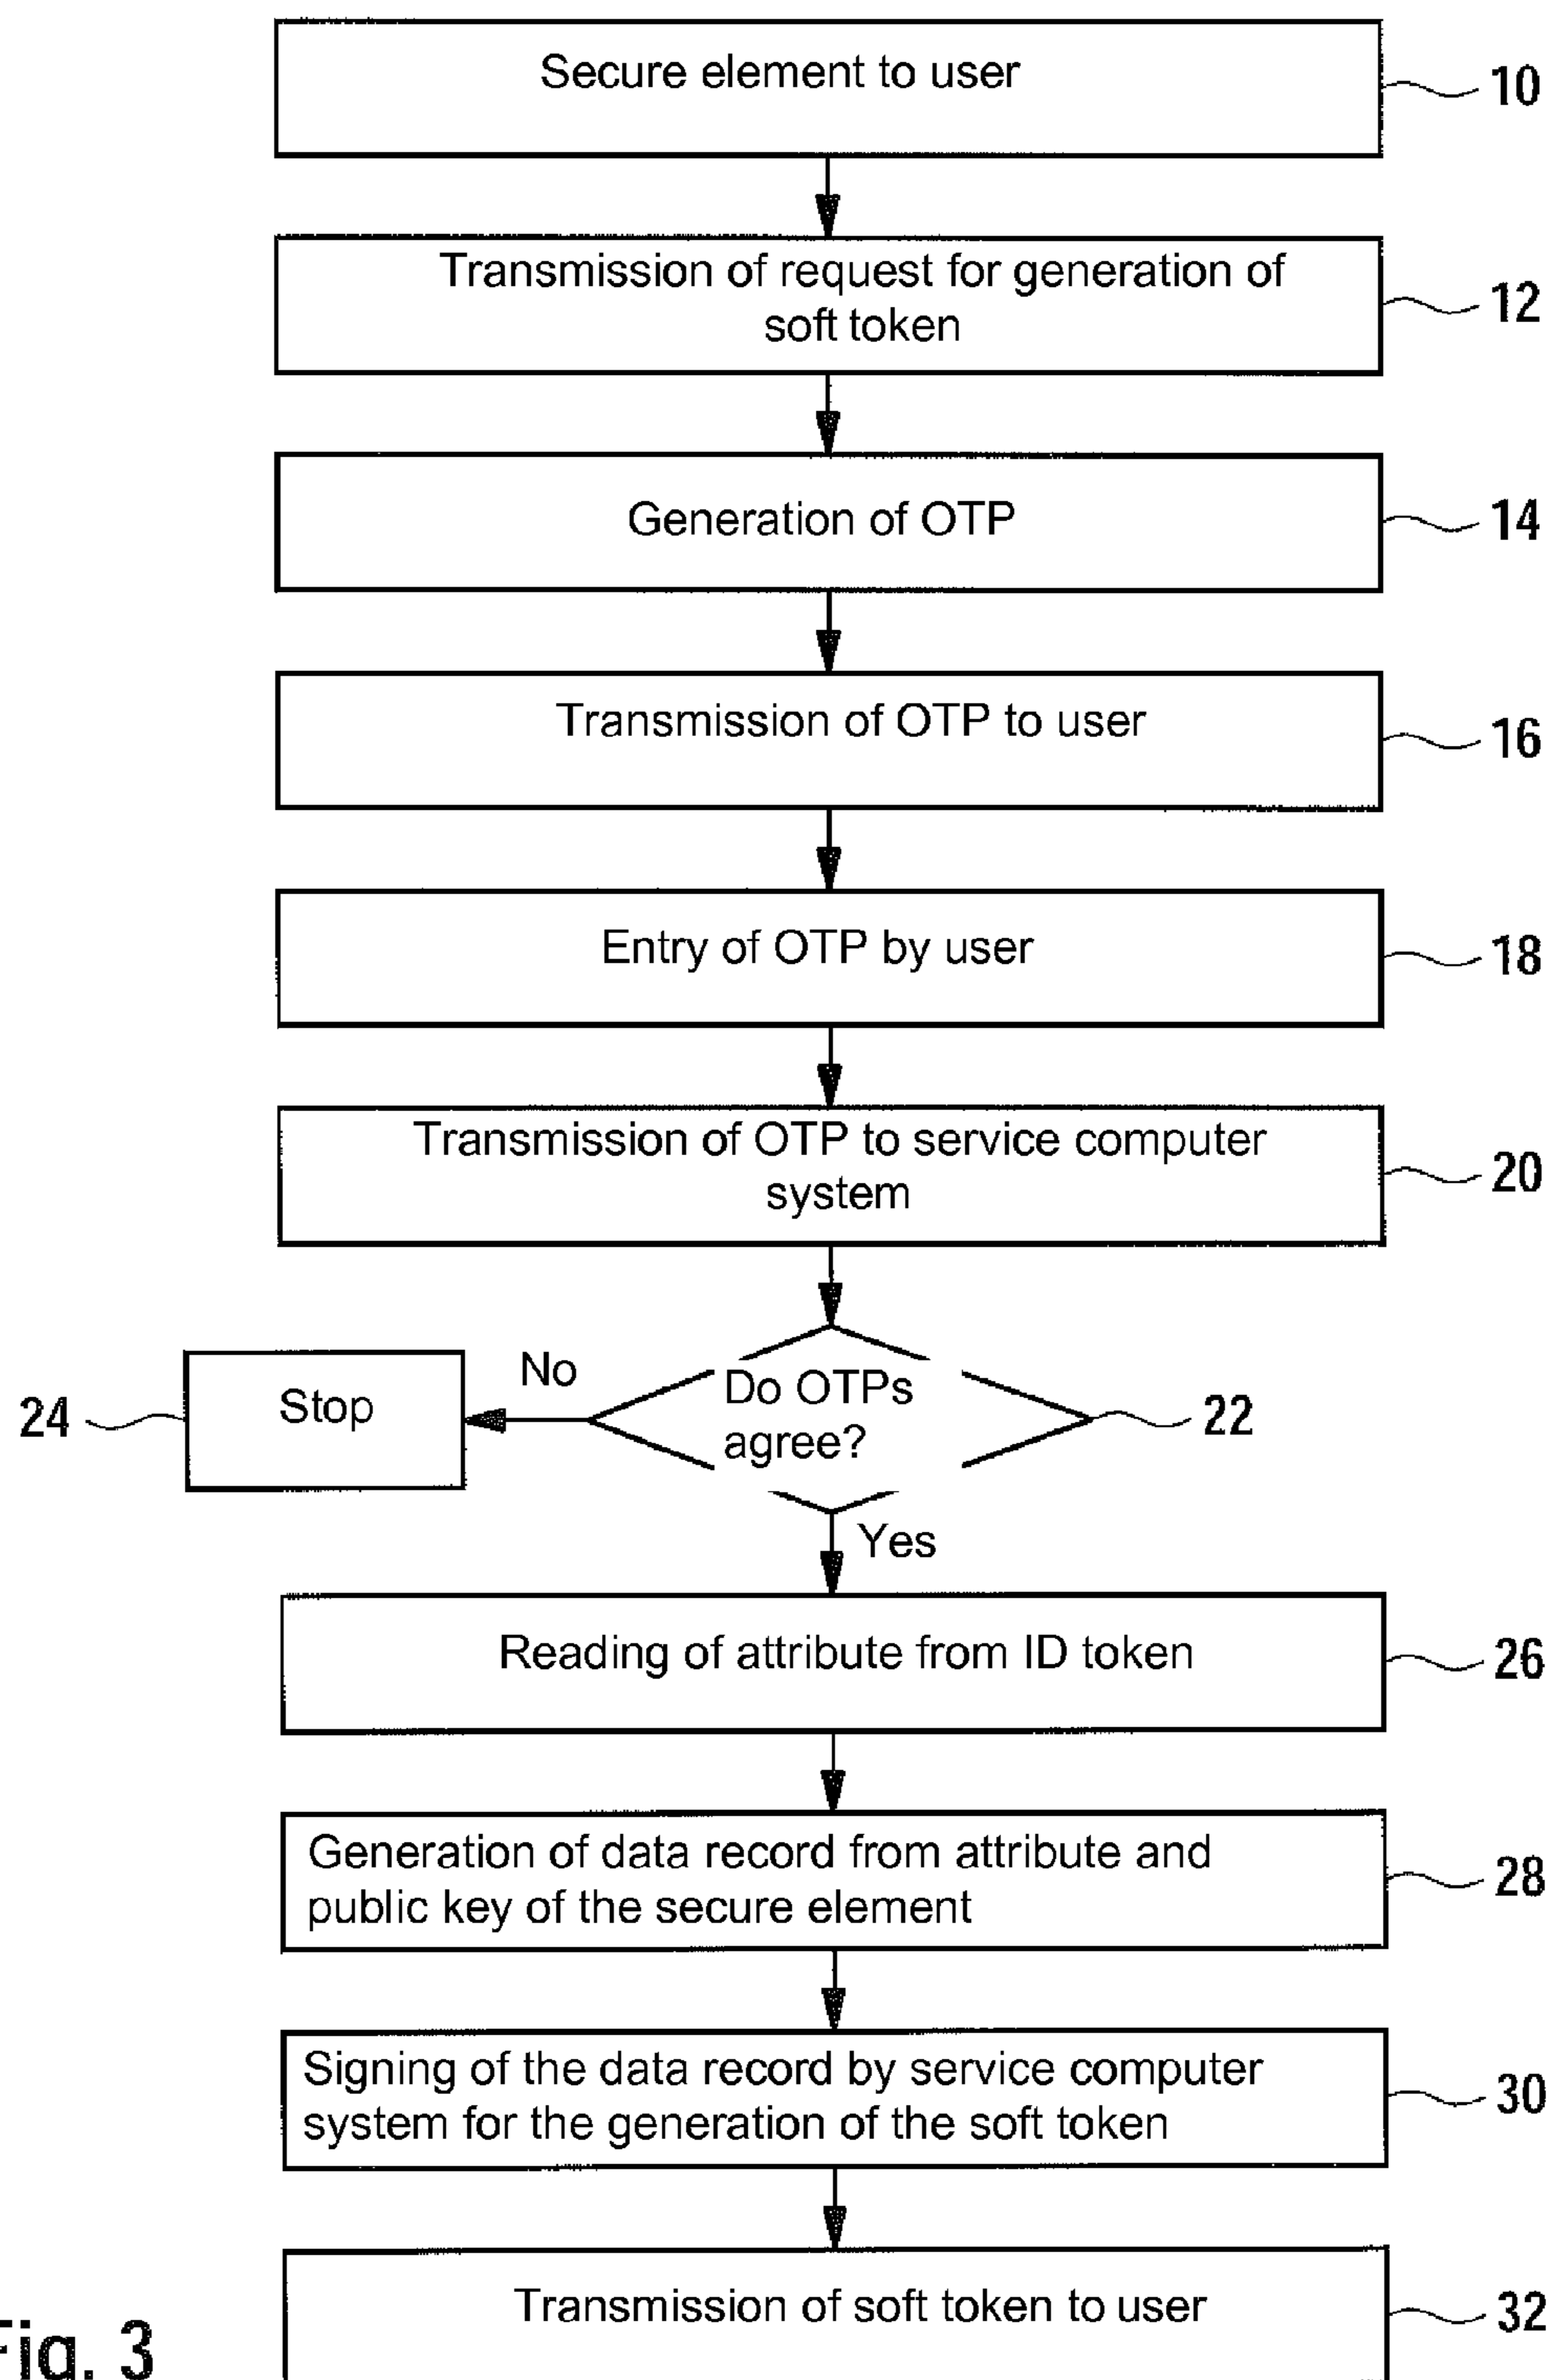 Secure element to user
10
Transmission of request for generation of
soft token
12
Generation of OTP
14
Transmission of OTP to user
16
Entry of OTP by user
18
Transmission of OTP to service computer
system
20
Do OTPs
agree?
22
No
Stop
24
Yes
Reading of attribute from ID token
26
Generation of data record from attribute and
public key of the secure element
28
Signing of the data record by service computer
system for the generation of the soft token
30
Transmission of soft token to user
32
Fig. 3